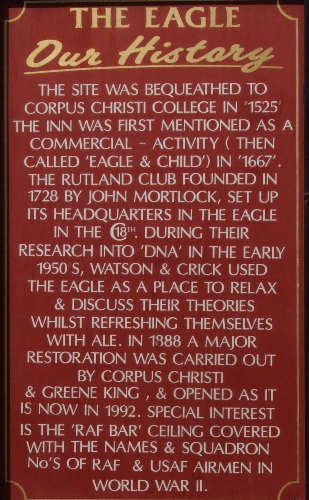 THE EAGLE
Our History
THE SITE WAS BEQUEATHED TO
CORPUS CHRISTI COLLEGE IN '1525'
THE INN WAS FIRST MENTIONED AS A
COMMERCIAL - ACTIVITY ( THEN
CALLED 'EAGLE & CHILD') IN '1667'.
THE RUTLAND CLUB FOUNDED IN
1728 BY JOHN MORTLOCK, SET UP
ITS HEADQUARTERS IN THE EAGLE
IN THE 18TH. DURING THEIR
RESEARCH INTO 'DNA' IN THE EARLY
1950'S, WATSON & CRICK USED
THE EAGLE AS A PLACE TO RELAX
& DISCUSS THEIR THEORIES
WHILST REFRESHING THEMSELVES
WITH ALE. IN 1888 A MAJOR
RESTORATION WAS CARRIED OUT
BY CORPUS CHRISTI
& GREENE KING , & OPENED AS IT
IS NOW IN 1992. SPECIAL INTEREST
IS THE 'RAF BAR' CEILING COVERED
WITH THE NAMES & SQUADRON
No'S OF RAF & USAF AIRMEN IN
WORLD WAR II.